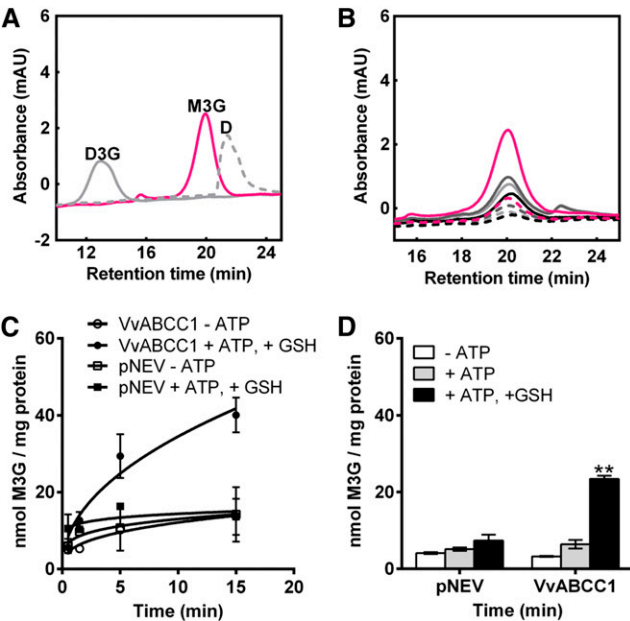 A
Absorbance (mAU)
6
4
2
0
-2
D3G
M3G
D
12 16 20 24
Retention time (min)
B
Absorbance (mAU)
6
4
2
0
16 18 20 22 24
Retention time (min)
C
VvABCC1 - ATP
VvABCC1 + ATP, + GSH
pNEV - ATP
pNEV + ATP, + GSH
nmol M3G / mg protein
60
40
20
0
0 5 10 15 20
Time (min)
D
- ATP
+ ATP
+ ATP, +GSH
nmol M3G / mg protein
60
40
20
0
**
pNEV VvABCC1
Time (min)